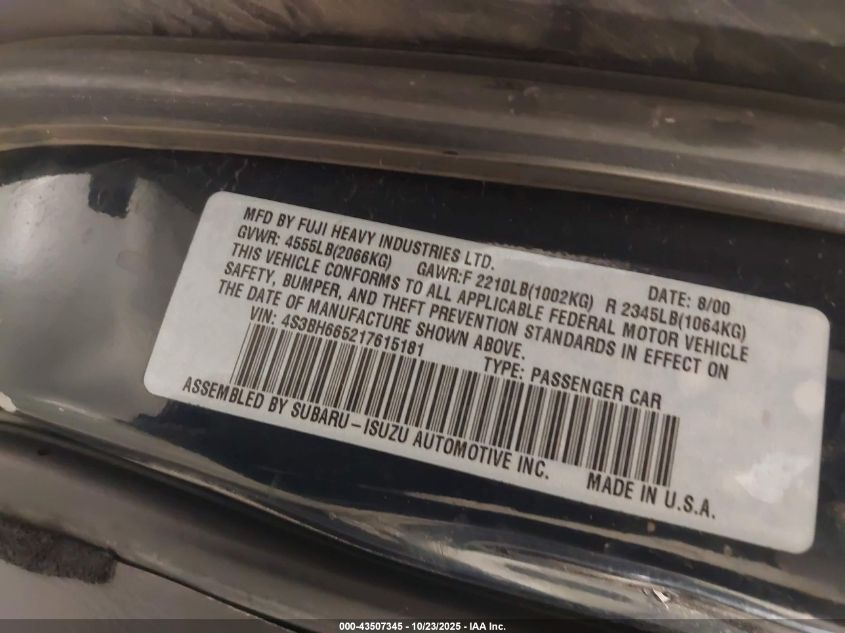 MFD BY FUJI HEAVY INDUSTRIES LTD. DATE: 8/00
GVWR: 4555LB(2066KG) GAWR:F 2210LB(1002KG) R 2345LB(1064KG)
THIS VEHICLE CONFORMS TO ALL APPLICABLE FEDERAL MOTOR VEHICLE
SAFETY, BUMPER, AND THEFT PREVENTION STANDARDS IN EFFECT ON
THE DATE OF MANUFACTURE SHOWN ABOVE.
VIN: 4S3BH665217615181 TYPE: PASSENGER CAR
ASSEMBLED BY SUBARU-ISUZU AUTOMOTIVE INC. MADE IN U.S.A.
000-43507345 - 10/23/2025 - IAA Inc.